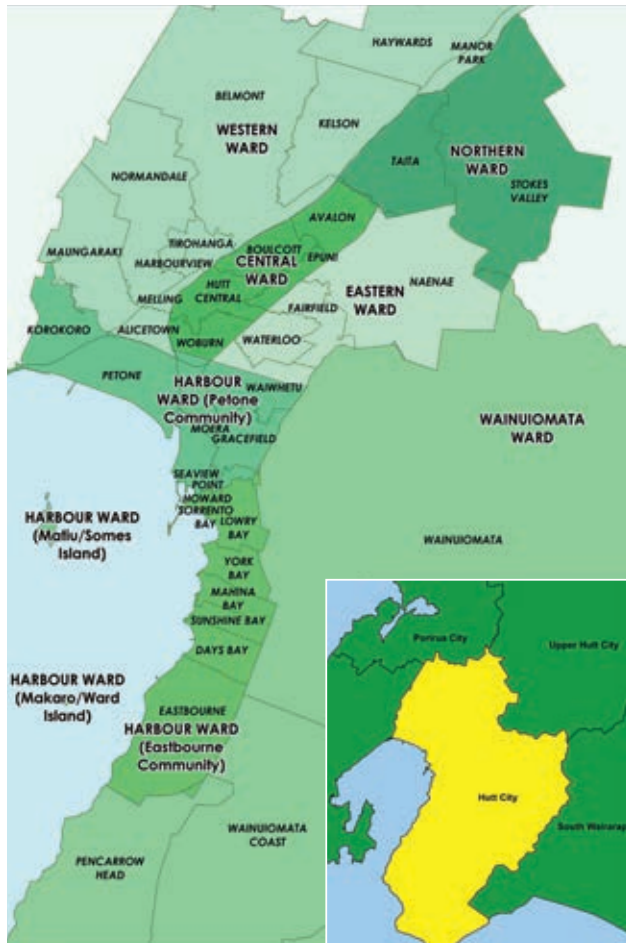 HAYWARDS
MANOR
PARK
BELMONT
WESTERN
WARD
KELSON
NORTHERN
WARD
TAITA
STOKES
VALLEY
NORMANDALE
AVALON
TIROHANGA
BOULCOTT
MAUNGARAKI
HARBOURVIEW
CENTRAL
WARD
EPUNI
HUTT
CENTRAL
NAENAE
EASTERN
WARD
MELLING
FAIRFIELD
KOROKORO
ALICETOWN
WOBURN
WATERLOO
PETONE
HARBOUR
WARD (Petone
Community)
WAIWHETU
MOERA
GRACEFIELD
WAINUIOMATA
WARD
SEAVIEW
POINT
HOWARD
SORRENTO
BAY
LOWRY
BAY
HARBOUR WARD
(Matiu/Somes
Island)
WAINUIOMATA
YORK
BAY
MAHINA
BAY
SUNSHINE BAY
DAYS BAY
HARBOUR WARD
(Makaro/Ward
Island)
EASTBOURNE
HARBOUR WARD
(Eastbourne
Community)
WAINUIOMATA
COAST
PENCARROW
HEAD
Porirua City
Upper Hutt City
Hutt City
South Wairarap